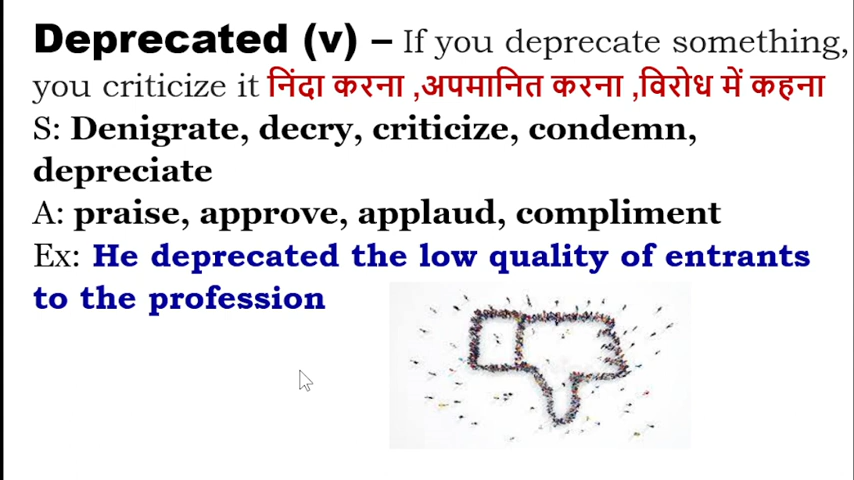 Deprecated (v) – If you deprecate something,
you criticize it निंदा करना ,अपमानित करना ,विरोध में कहना
S: Denigrate, decry, criticize, condemn,
depreciate
A: praise, approve, applaud, compliment
Ex: He deprecated the low quality of entrants
to the profession